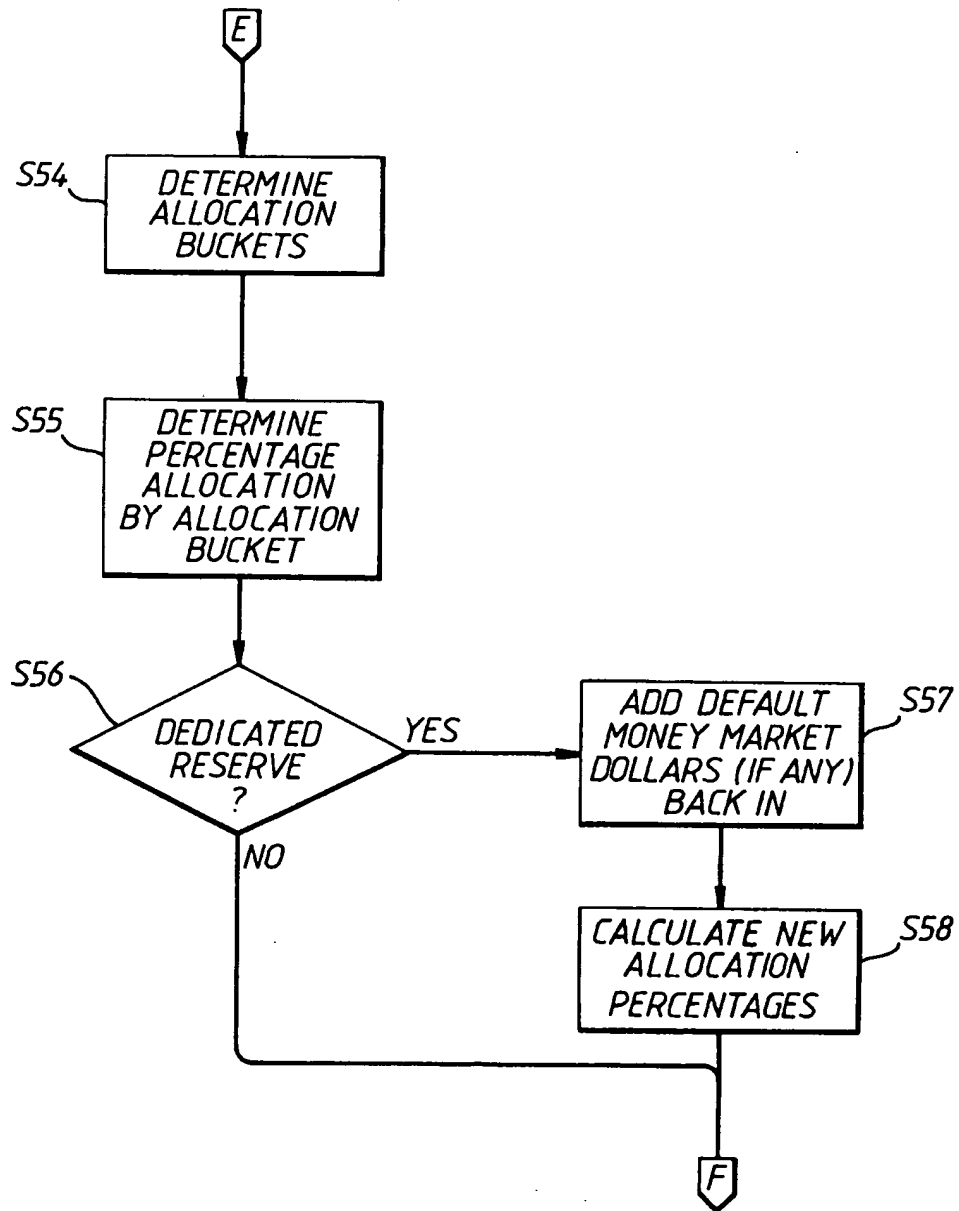 E
S54
DETERMINE
ALLOCATION
BUCKETS
S55
DETERMINE
PERCENTAGE
ALLOCATION
BY ALLOCATION
BUCKET
S56
DEDICATED
RESERVE
?
YES
NO
S57
ADD DEFAULT
MONEY MARKET
DOLLARS (IF ANY)
BACK IN
S58
CALCULATE NEW
ALLOCATION
PERCENTAGES
F